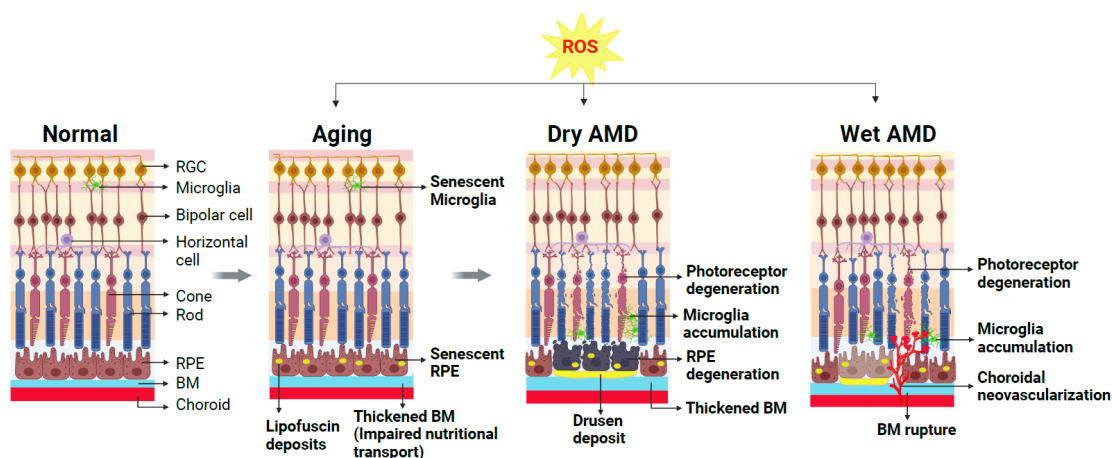 ROS
Normal
Aging
Dry AMD
Wet AMD
RGC
Microglia
Bipolar cell
Horizontal
cell
Cone
Rod
RPE
BM
Choroid
Senescent
Microglia
Senescent
RPE
Lipofuscin
deposits
Thickened BM
(Impaired nutritional
transport)
Photoreceptor
degeneration
Microglia
accumulation
RPE
degeneration
Thickened BM
Drusen
deposit
Photoreceptor
degeneration
Microglia
accumulation
Choroidal
neovascularization
BM rupture